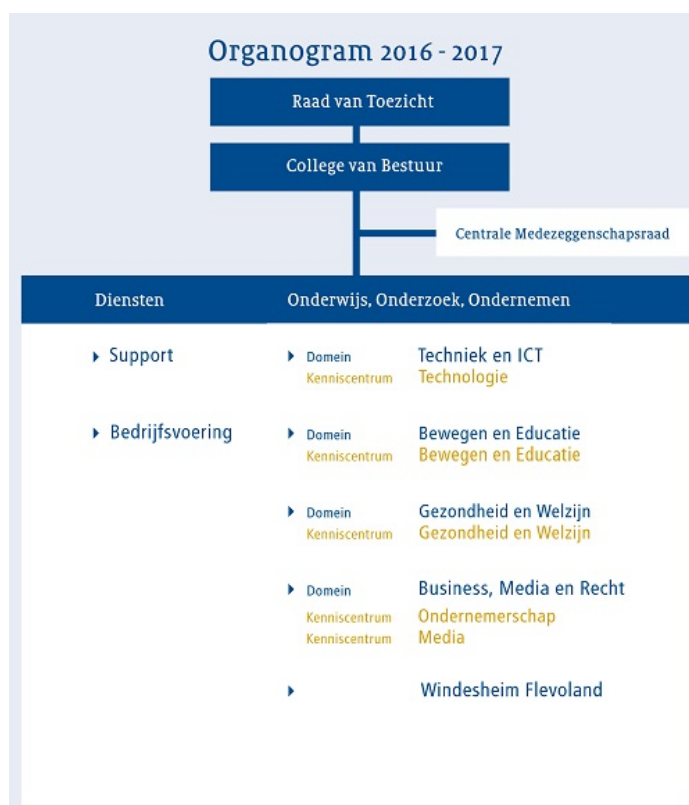 Organogram 2016 - 2017
Raad van Toezicht
College van Bestuur
Centrale Medezeggenschapsraad
Diensten
Onderwijs, Onderzoek, Ondernemen
Support
Bedrijfsvoering
Domein Techniek en ICT
Kenniscentrum Technologie
Domein Bewegen en Educatie
Kenniscentrum Bewegen en Educatie
Domein Gezondheid en Welzijn
Kenniscentrum Gezondheid en Welzijn
Domein Business, Media en Recht
Kenniscentrum Ondernemerschap
Kenniscentrum Media
Windesheim Flevoland